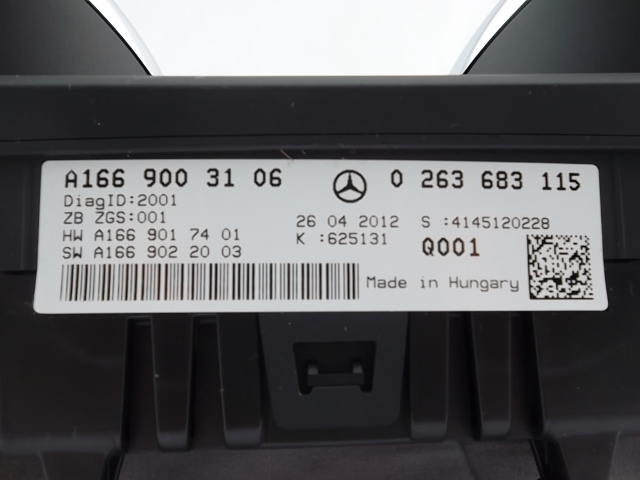 A166 900 31 06 0 263 683 115
DiagID:2001
ZB ZGS:001 26 04 2012 S :4145120228
HW A166 901 74 01 K :625131 Q001
SW A166 902 20 03
Made in Hungary